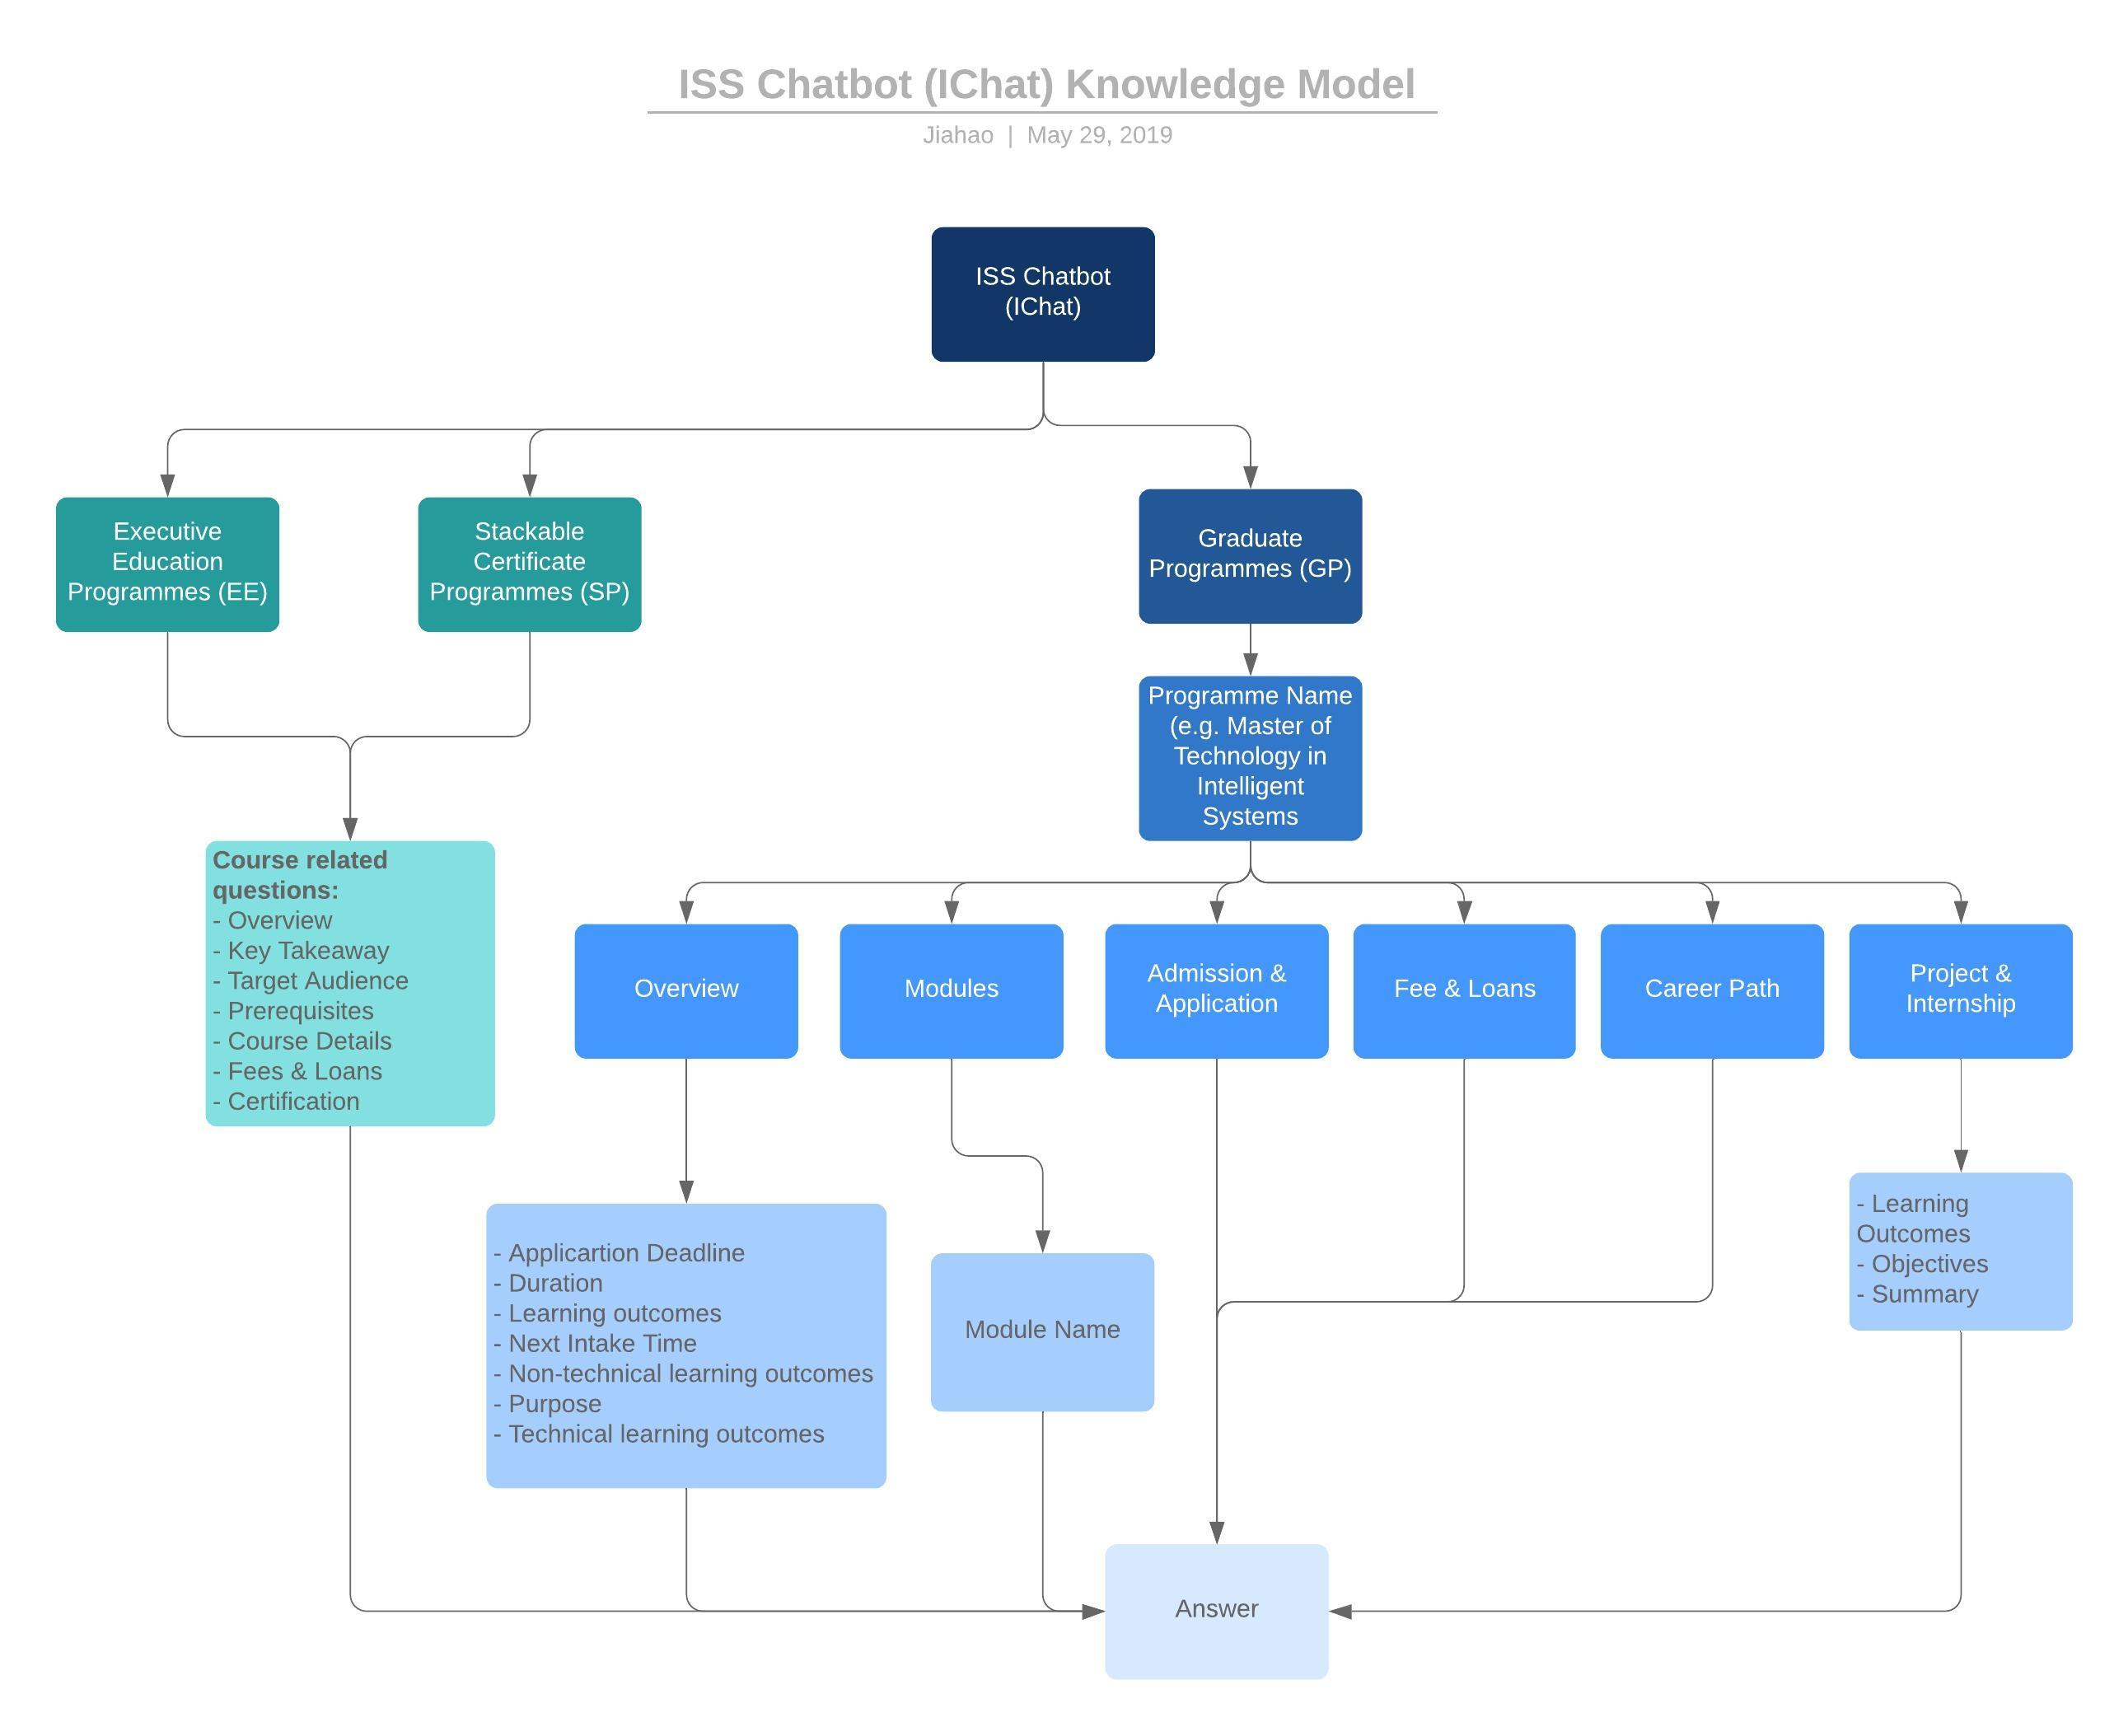 ISS Chatbot (IChat) Knowledge Model
Jiahao | May 29, 2019
ISS Chatbot
(IChat)
Executive
Education
Programmes (EE)
Stackable
Certificate
Programmes (SP)
Graduate
Programmes (GP)
Programme Name
(e.g. Master of
Technology in
Intelligent
Systems
Course related
questions:
- Overview
- Key Takeaway
- Target Audience
- Prerequisites
- Course Details
- Fees & Loans
- Certification
Overview
Modules
Admission &
Application
Fee & Loans
Career Path
Project &
Internship
- Applicartion Deadline
- Duration
- Learning outcomes
- Next Intake Time
- Non-technical learning outcomes
- Purpose
- Technical learning outcomes
Module Name
- Learning
Outcomes
- Objectives
- Summary
Answer